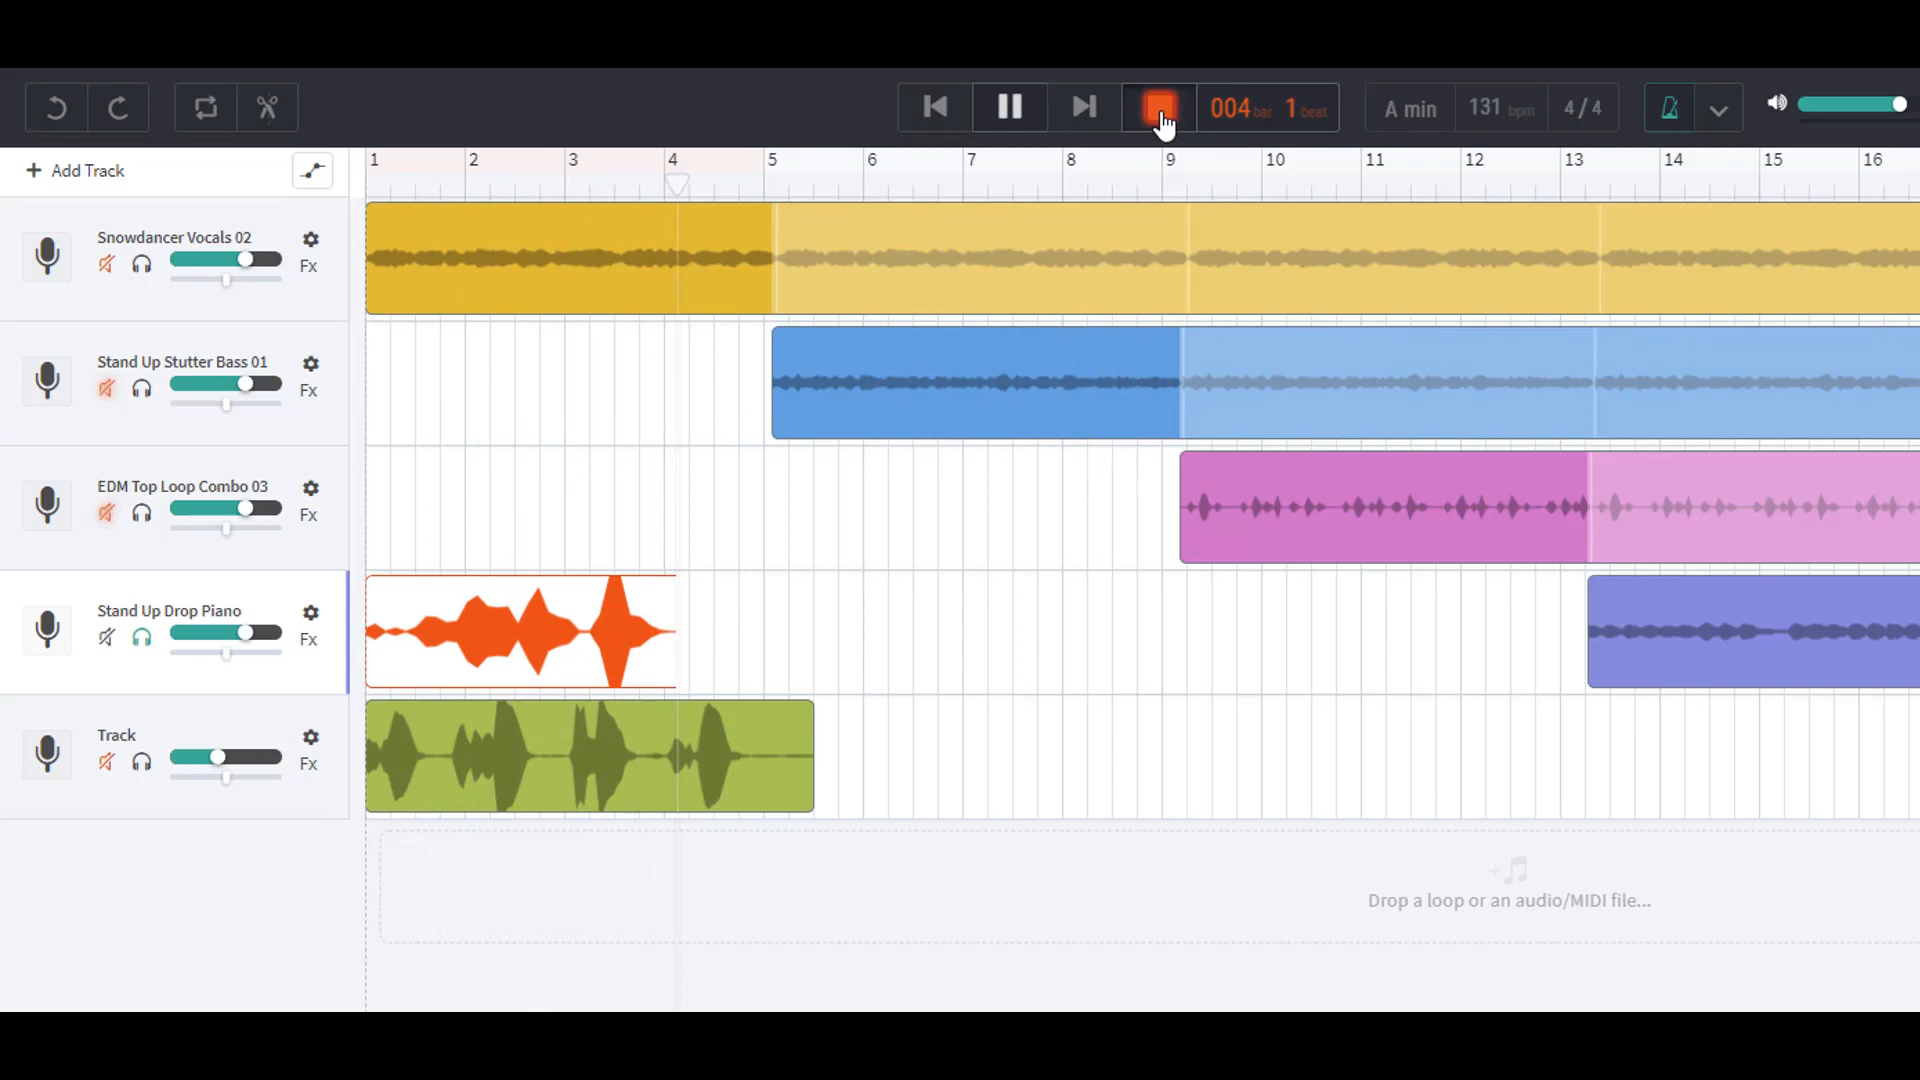 004 bar 1 beat
A min
131 bpm
4 / 4
+ Add Track
1 2 3 4 5 6 7 8 9 10 11 12 13 14 15 16
Snowdancer Vocals 02
Fx
Stand Up Stutter Bass 01
Fx
EDM Top Loop Combo 03
Fx
Stand Up Drop Piano
Fx
Track
Fx
Drop a loop or an audio/MIDI file...